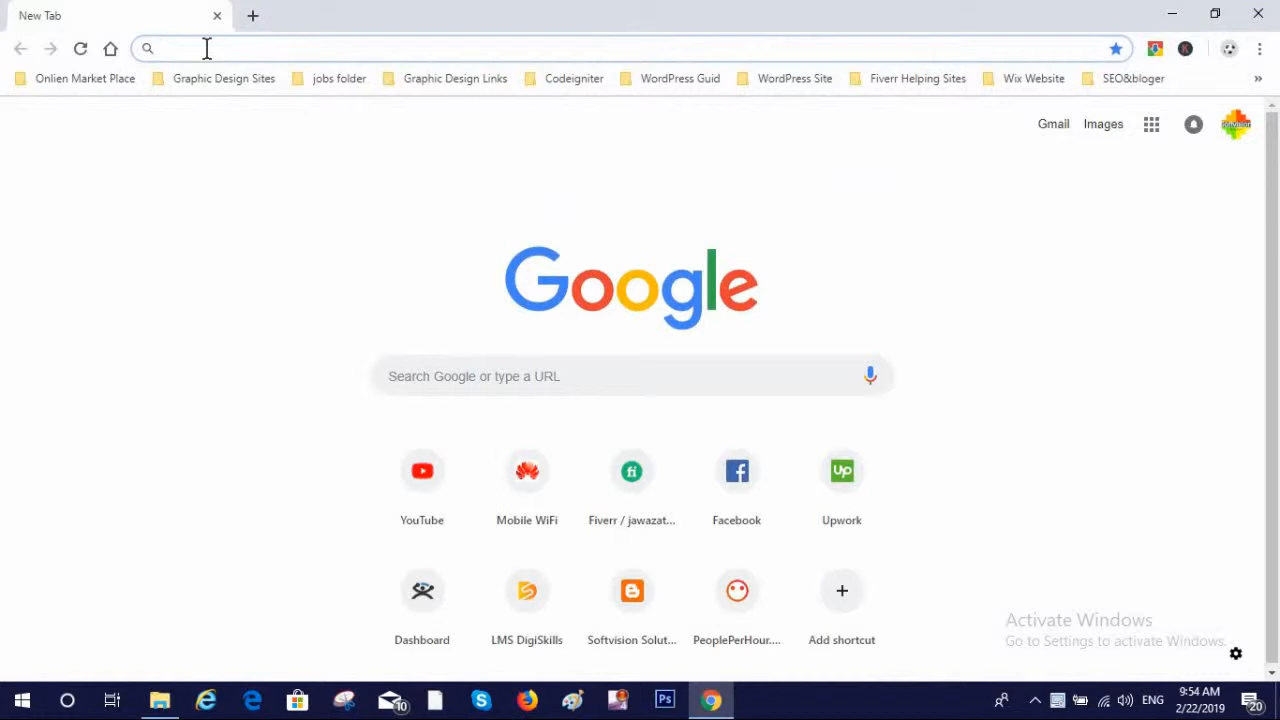 New Tab
Onlien Market Place Graphic Design Sites jobs folder Graphic Design Links Codeigniter WordPress Guid WordPress Site Fiverr Helping Sites Wix Website SEO&bloger »
Gmail Images
Google
Search Google or type a URL
YouTube Mobile WiFi Fiverr / jawazat... Facebook Upwork
Dashboard LMS DigiSkills Softvision Solut... PeoplePerHour.... Add shortcut
Activate Windows
Go to Settings to activate Windows.
10 Ps ENG 9:54 AM
2/22/2019 20